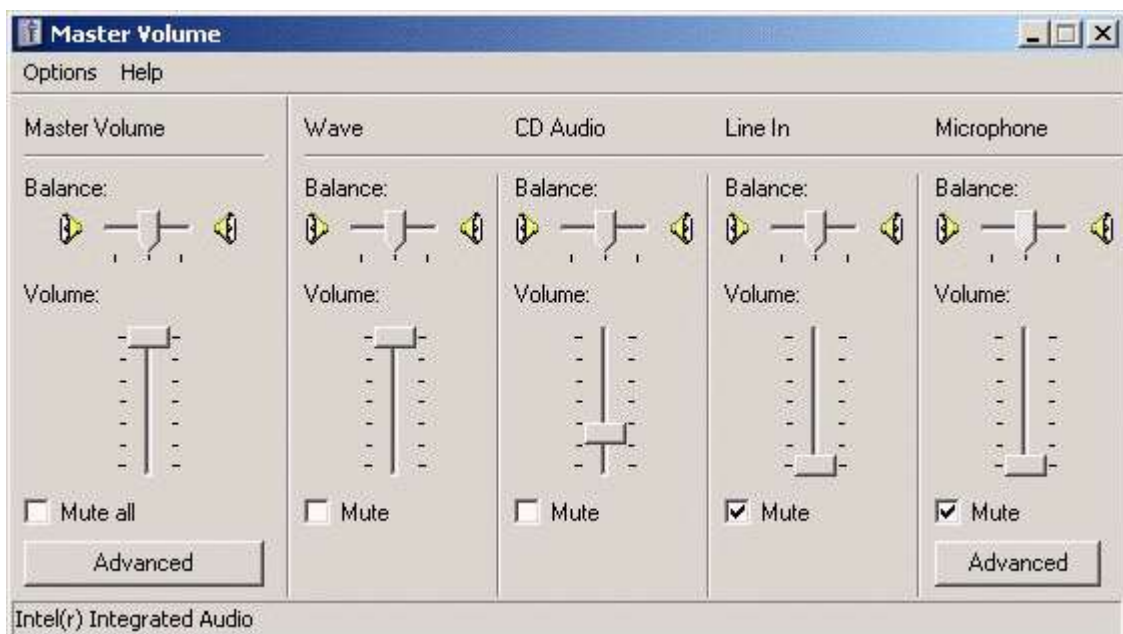 Master Volume
Options Help
Master Volume Wave CD Audio Line In Microphone
Balance: Balance: Balance: Balance: Balance:
Volume: Volume: Volume: Volume: Volume:
Mute all Mute Mute Mute Mute
Advanced Advanced
Intel(r) Integrated Audio